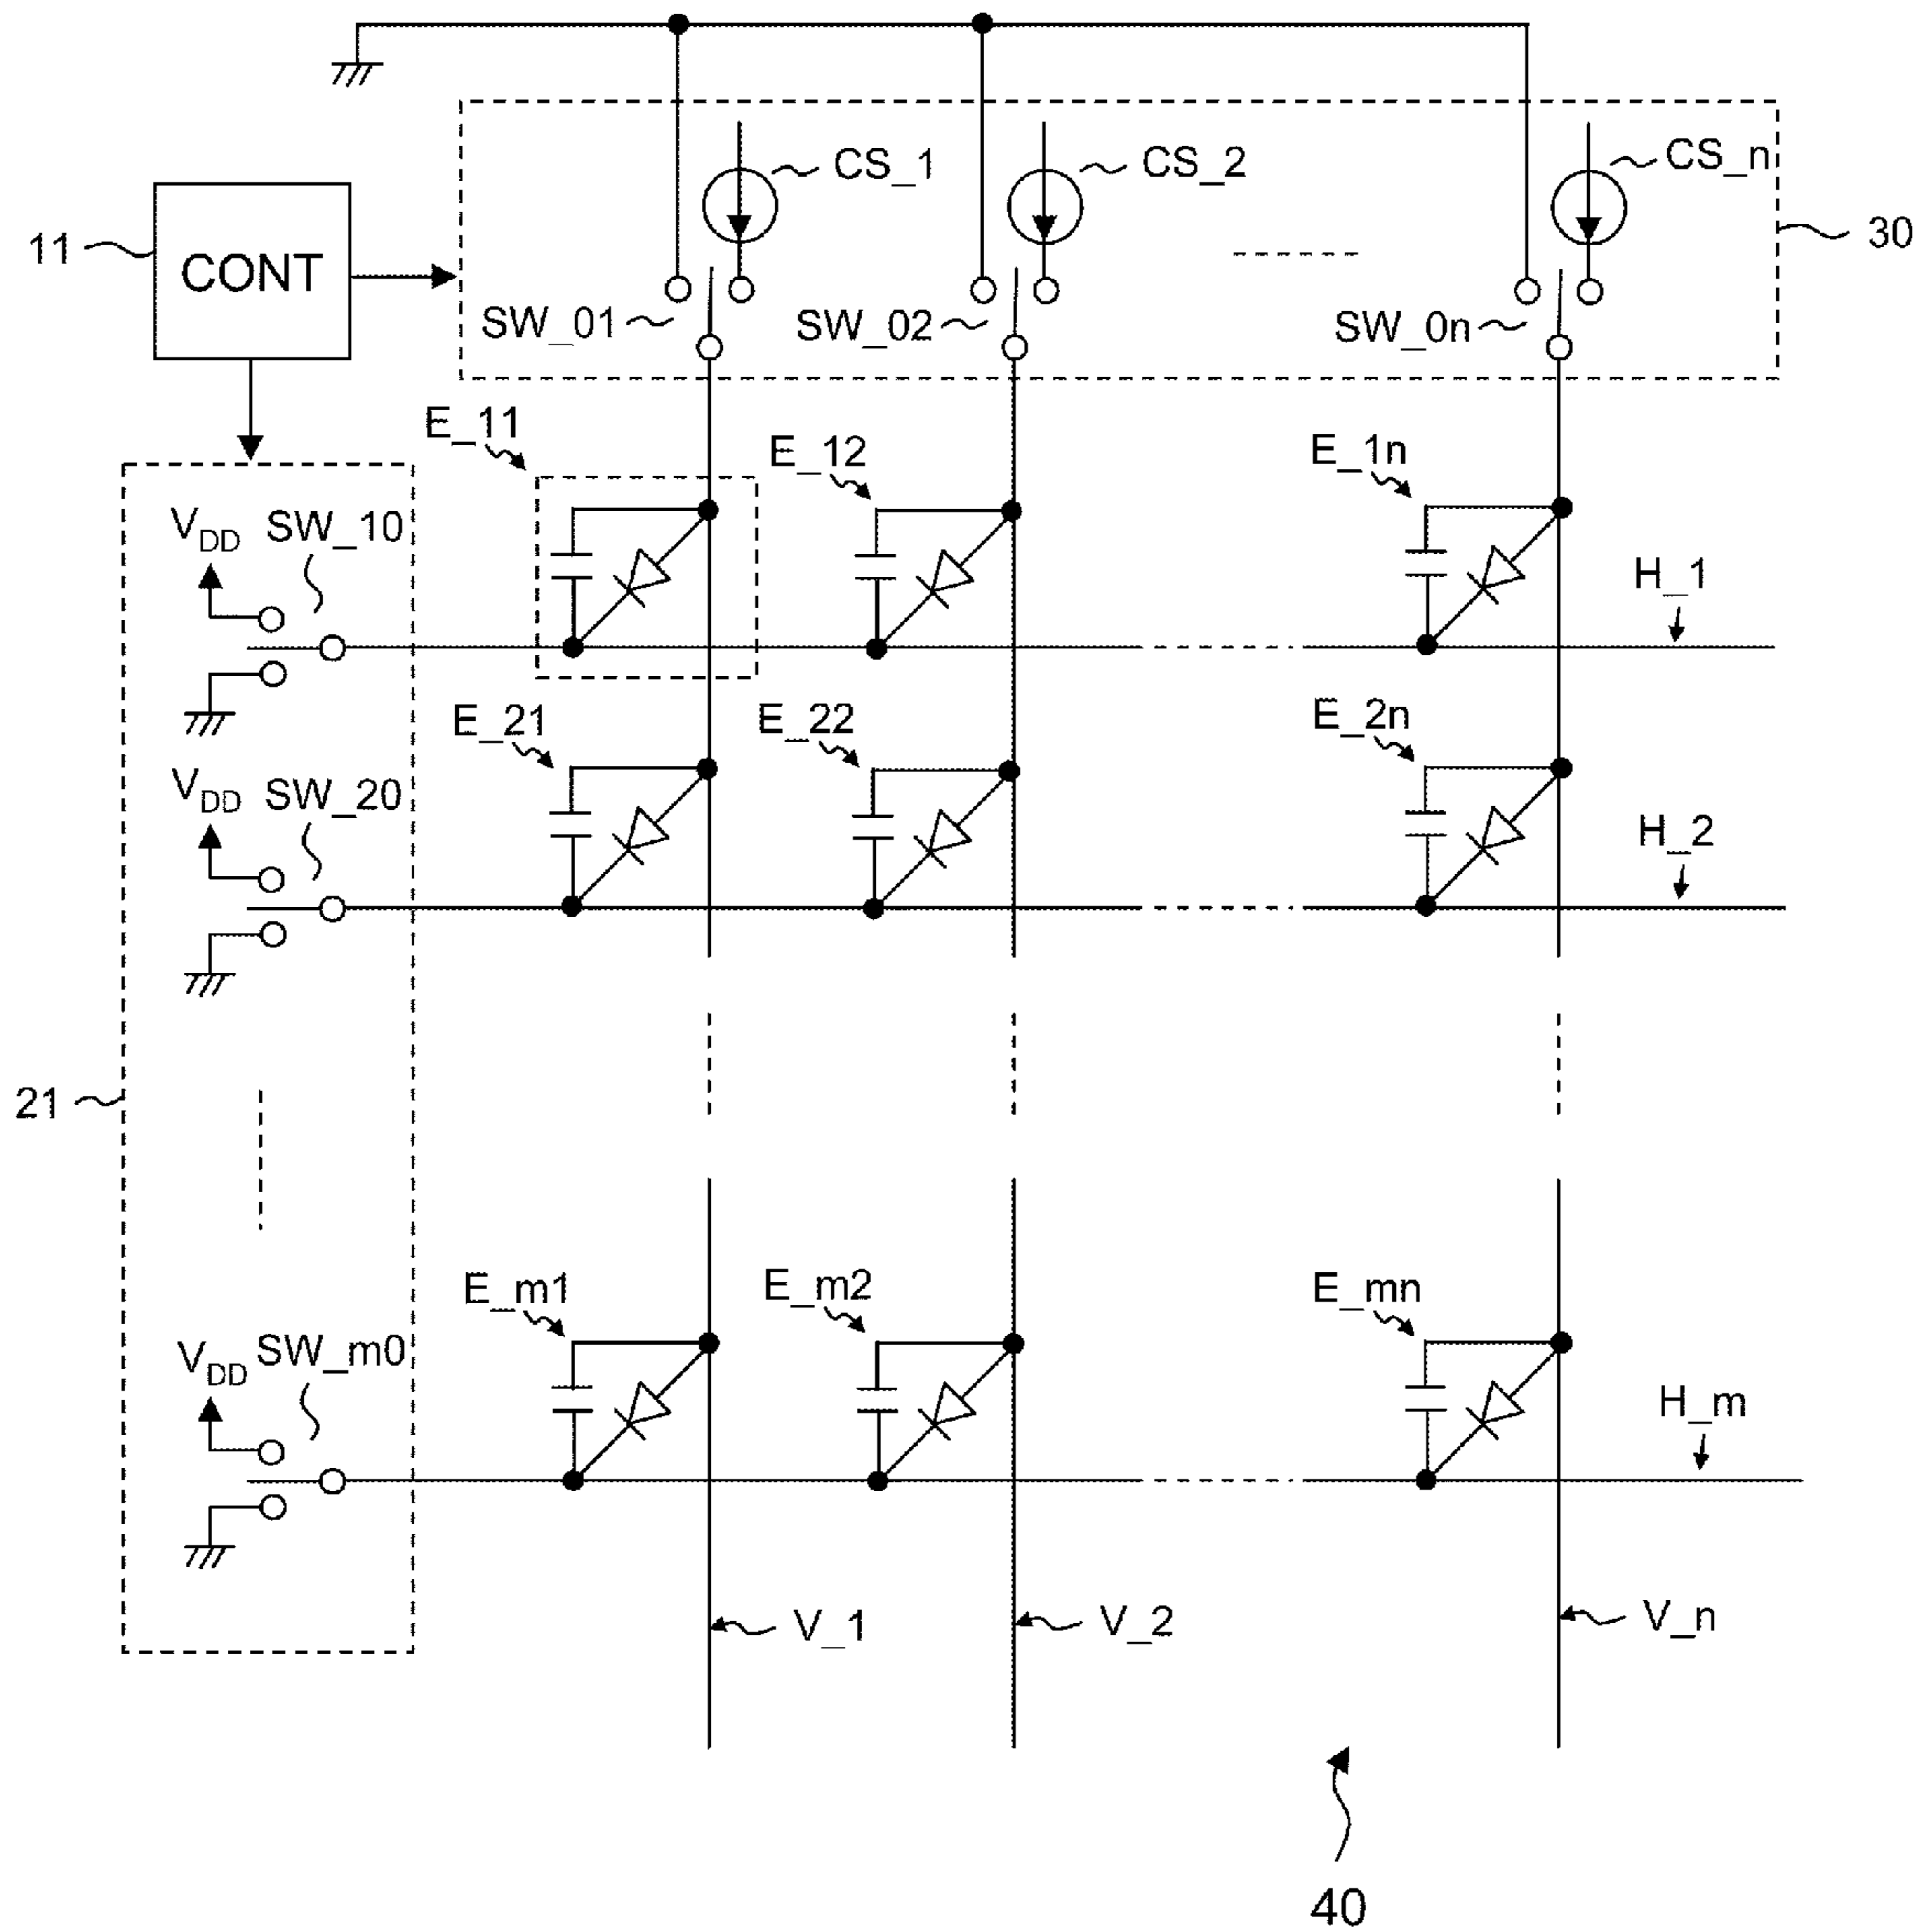 CS_1
CS_2
CS_n
11
CONT
30
SW_01
SW_02
SW_0n
E_11
E_12
E_1n
VDD
SW_10
H_1
E_21
E_22
E_2n
VDD
SW_20
H_2
21
E_m1
E_m2
E_mn
VDD
SW_m0
H_m
V_1
V_2
V_n
40